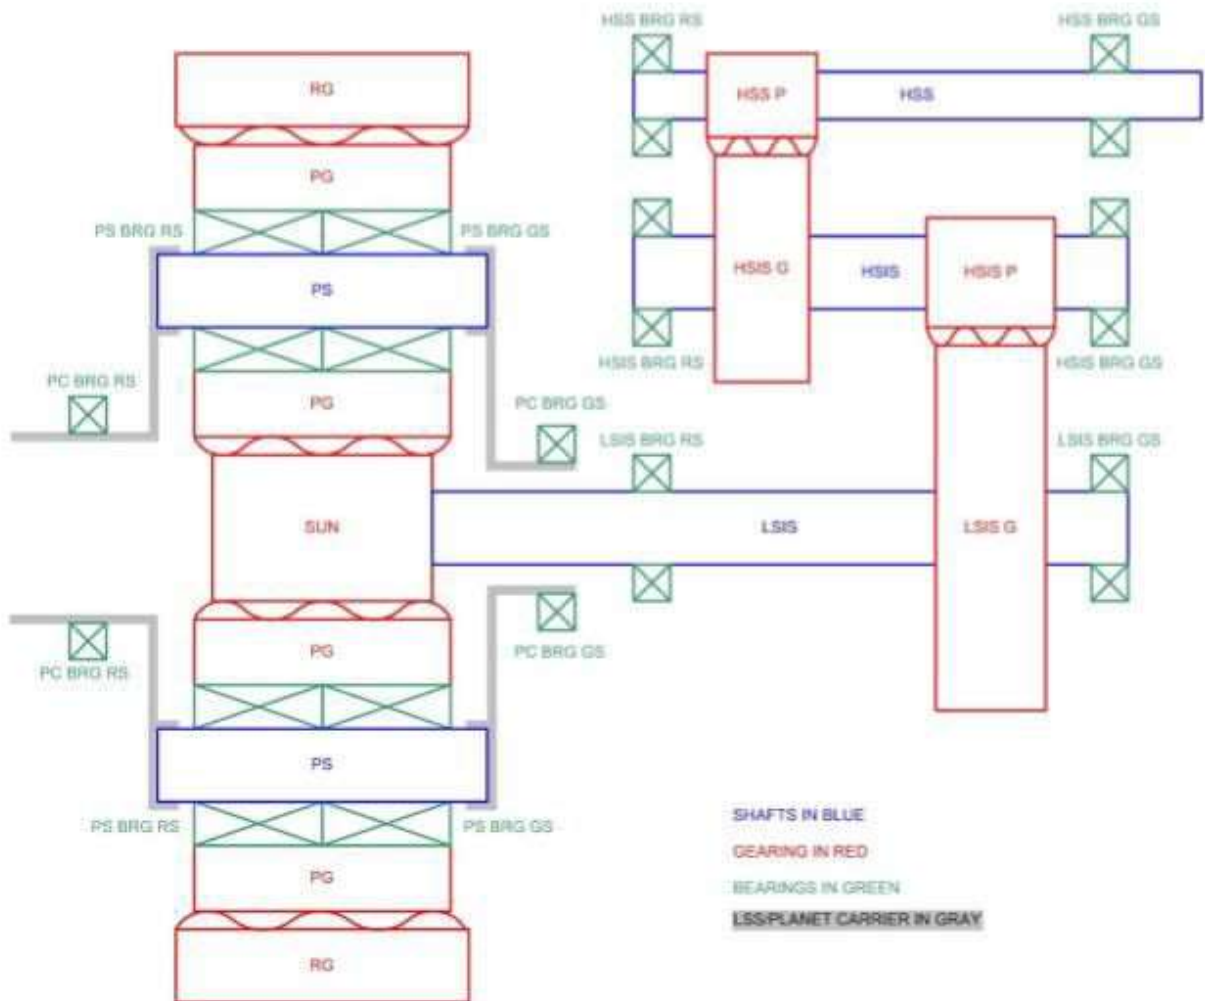 HSS BRG RS
HSS BRG GS
RG
HSS P
HSS
PG
PS BRG RS
PS BRG GS
HSIS G
HSIS
HSIS P
PS
HSIS BRG RS
HSIS BRG GS
PC BRG RS
PG
PC BRG GS
LSIS BRG RS
LSIS BRG GS
SUN
LSIS
LSIS G
PG
PC BRG GS
PC BRG RS
PS
SHAFTS IN BLUE
PS BRG RS
PS BRG GS
GEARING IN RED
PG
BEARINGS IN GREEN
LSS/PLANET CARRIER IN GRAY
RG